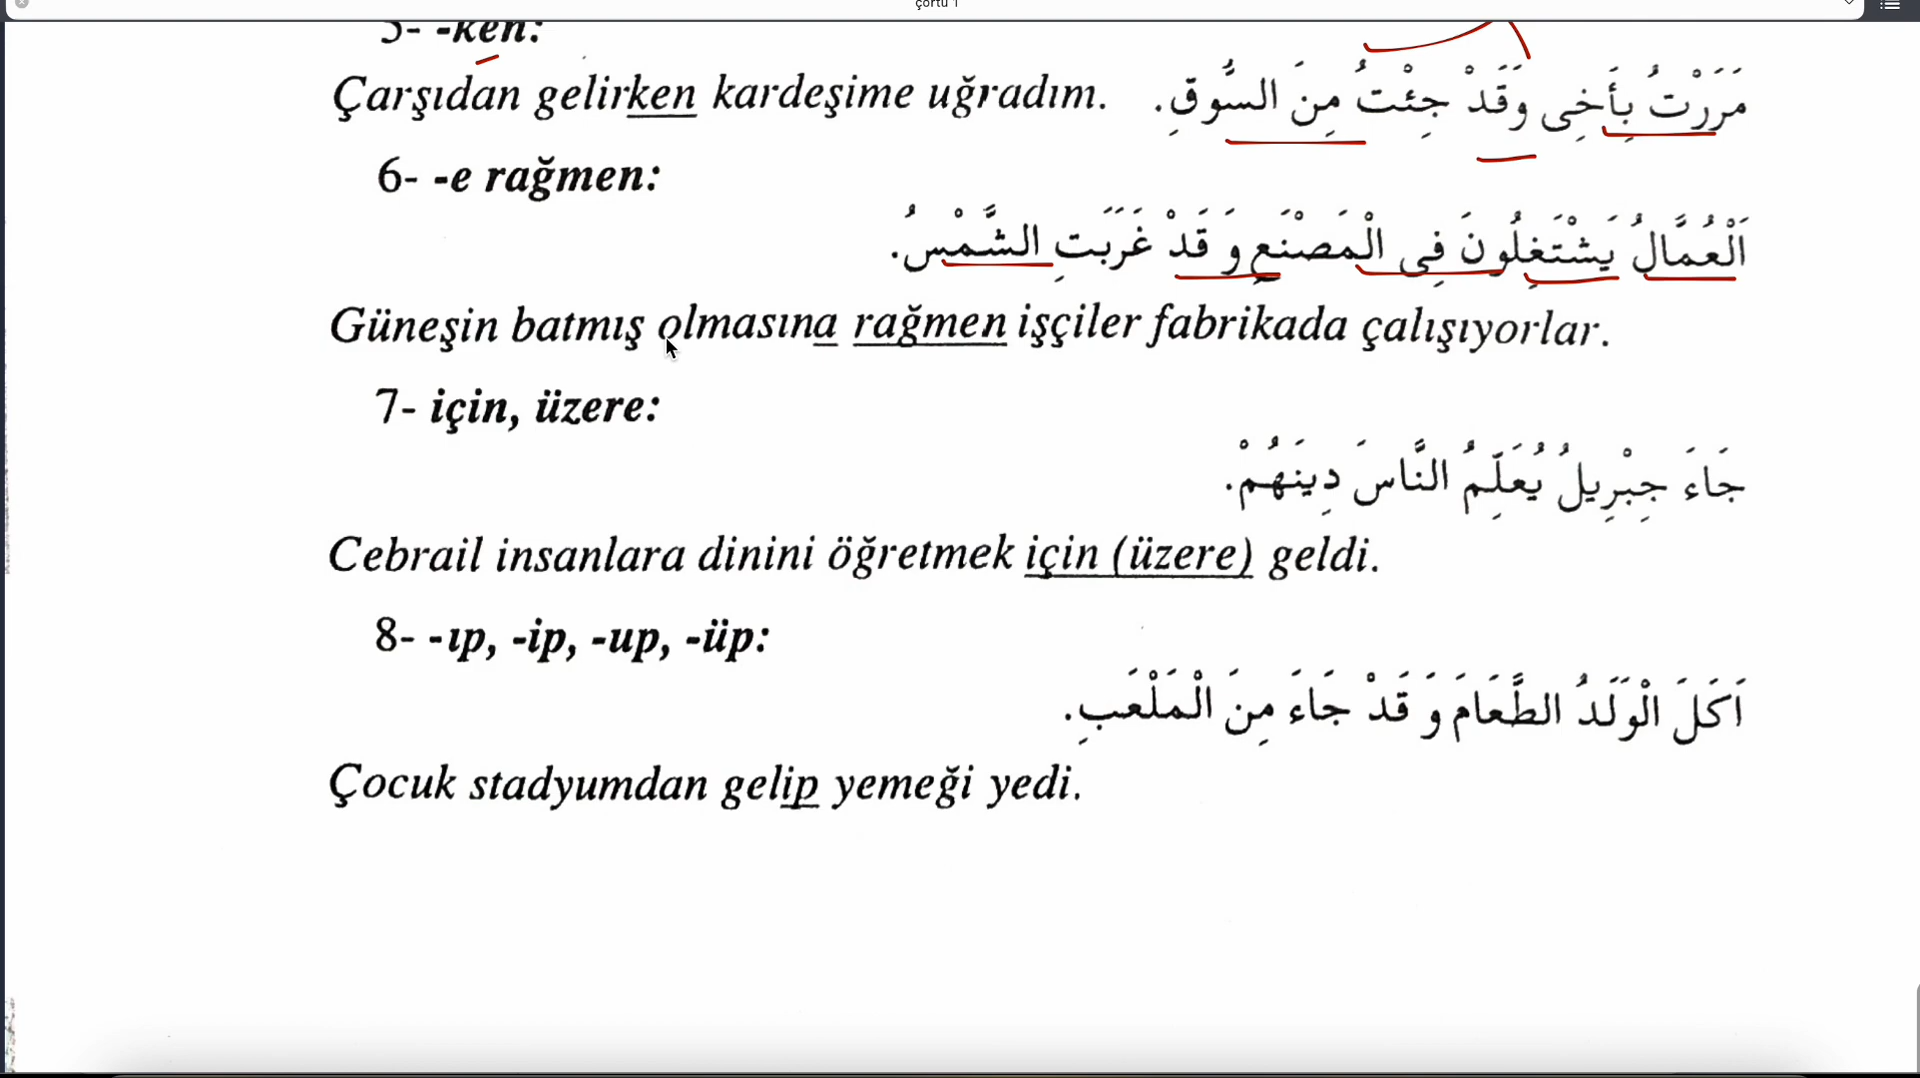 çortu 1
5- -ken:
Çarşıdan gelirken kardeşime uğradım. مَرَرْتُ بِأَخِى وَقَدْ جِئْتُ مِنَ السُّوقِ.
6- -e rağmen:
اَلْعُمَّالُ يَشْتَغِلُونَ فِى الْمَصْنَعِ وَ قَدْ غَرَبَتِ الشَّمْسُ.
Güneşin batmış olmasına rağmen işçiler fabrikada çalışıyorlar.
7- için, üzere:
جَاءَ جِبْرِيلُ يُعَلِّمُ النَّاسَ دِينَهُمْ.
Cebrail insanlara dinini öğretmek için (üzere) geldi.
8- -ıp, -ip, -up, -üp:
اَكَلَ الْوَلَدُ الطَّعَامَ وَ قَدْ جَاءَ مِنَ الْمَلْعَبِ.
Çocuk stadyumdan gelip yemeği yedi.